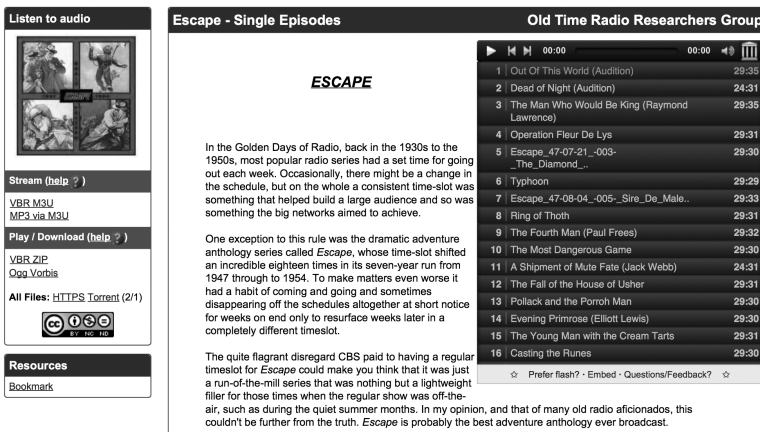 Listen to audio
Stream (help ?)
VBR M3U
MP3 via M3U
Play / Download (help ?)
VBR ZIP
Ogg Vorbis
All Files: HTTPS Torrent (2/1)
CC
BY NC ND
Resources
Bookmark
Escape - Single Episodes
Old Time Radio Researchers Group
ESCAPE
In the Golden Days of Radio, back in the 1930s to the
1950s, most popular radio series had a set time for going
out each week. Occasionally, there might be a change in
the schedule, but on the whole a consistent time-slot was
something that helped build a large audience and so was
something the big networks aimed to achieve.
One exception to this rule was the dramatic adventure
anthology series called Escape, whose time-slot shifted
an incredible eighteen times in its seven-year run from
1947 through to 1954. To make matters even worse it
had a habit of coming and going and sometimes
disappearing off the schedules altogether at short notice
for weeks on end only to resurface weeks later in a
completely different timeslot.
The quite flagrant disregard CBS paid to having a regular
timeslot for Escape could make you think that it was just
a run-of-the-mill series that was nothing but a lightweight
filler for those times when the regular show was off-the-
air, such as during the quiet summer months. In my opinion, and that of many old radio aficionados, this
couldn't be further from the truth. Escape is probably the best adventure anthology ever broadcast.
00:00 00:00
1 Out Of This World (Audition) 29:35
2 Dead of Night (Audition) 24:31
3 The Man Who Would Be King (Raymond 29:35
Lawrence)
4 Operation Fleur De Lys 29:31
5 Escape_47-07-21_-003- 29:30
_The_Diamond_..
6 Typhoon 29:29
7 Escape_47-08-04_-005-_Sire_De_Male.. 29:33
8 Ring of Thoth 29:31
9 The Fourth Man (Paul Frees) 29:32
10 The Most Dangerous Game 29:30
11 A Shipment of Mute Fate (Jack Webb) 24:31
12 The Fall of the House of Usher 29:31
13 Pollack and the Porroh Man 29:30
14 Evening Primrose (Elliott Lewis) 29:30
15 The Young Man with the Cream Tarts 29:31
16 Casting the Runes 29:30
☆ Prefer flash? · Embed · Questions/Feedback? ☆